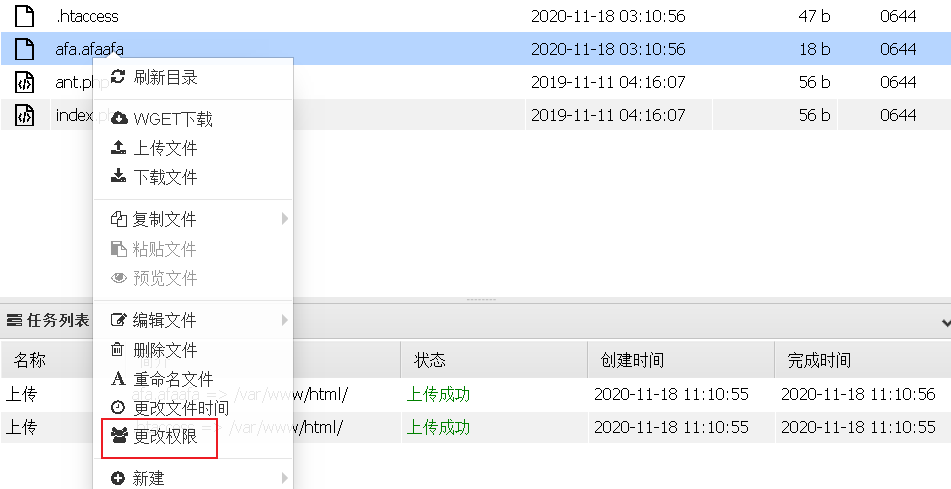 .htaccess 2020-11-18 03:10:56 47 b 0644
afa.afaafa 2020-11-18 03:10:56 18 b 0644
ant.php 2019-11-11 04:16:07 56 b 0644
index.php 2019-11-11 04:16:07 56 b 0644
刷新目录
WGET下载
上传文件
下载文件
复制文件
粘贴文件
预览文件
编辑文件
删除文件
重命名文件
更改文件时间
更改权限
新建
任务列表
名称 简介 状态 创建时间 完成时间
上传 afa.afaafa => /var/www/html/ 上传成功 2020-11-18 11:10:55 2020-11-18 11:10:56
上传 => /var/www/html/ 上传成功 2020-11-18 11:10:55 2020-11-18 11:10:55